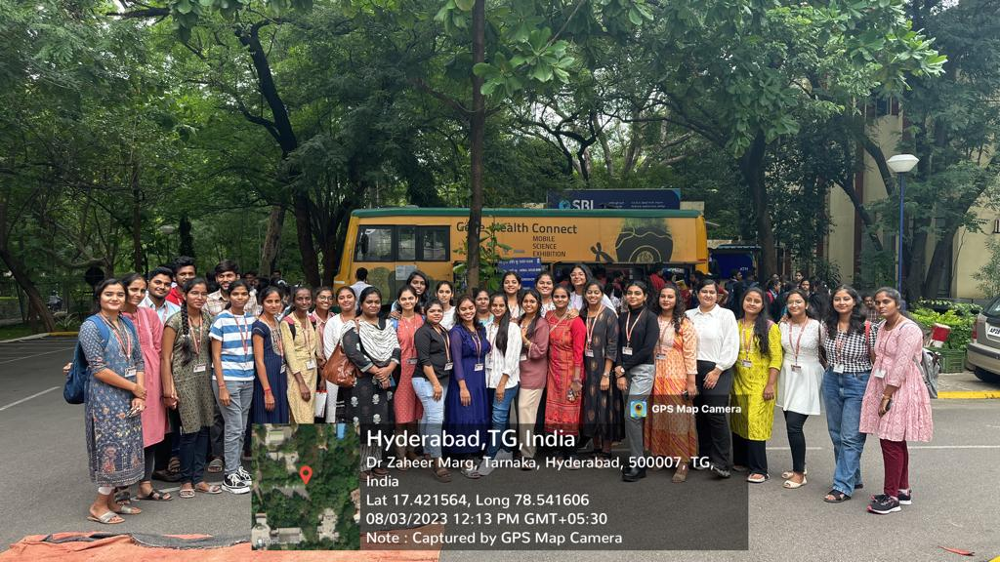 SBI
Gene Health Connect
MOBILE
SCIENCE
EXHIBITION
ATM
GPS Map Camera
Hyderabad,TG,India
Dr Zaheer Marg, Tarnaka, Hyderabad, 500007, TG,
India
Lat 17.421564, Long 78.541606
08/03/2023 12:13 PM GMT+05:30
Note : Captured by GPS Map Camera